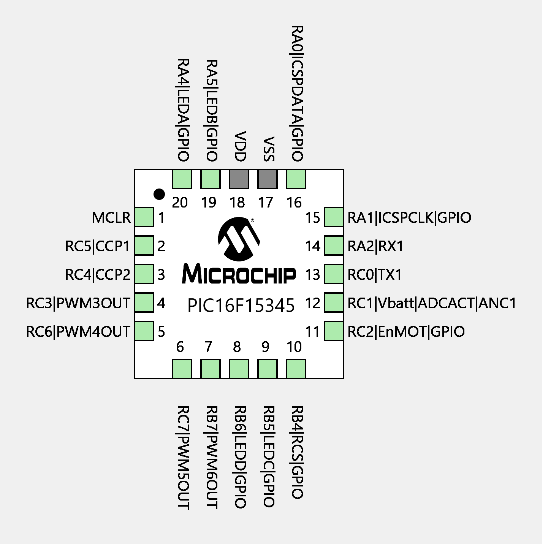 RA4|LEDA|GPIO
RA5|LEDB|GPIO
VDD
VSS
RA0|ICSPDATA|GPIO
20 19 18 17 16
MCLR 1
RC5|CCP1 2
RC4|CCP2 3
RC3|PWM3OUT 4
RC6|PWM4OUT 5
MICROCHIP
PIC16F15345
15 RA1|ICSPCLK|GPIO
14 RA2|RX1
13 RC0|TX1
12 RC1|Vbatt|ADCACT|ANC1
11 RC2|EnMOT|GPIO
6 7 8 9 10
RC7|PWM5OUT
RB7|PWM6OUT
RB6|LEDD|GPIO
RB5|LEDC|GPIO
RB4|RCS|GPIO